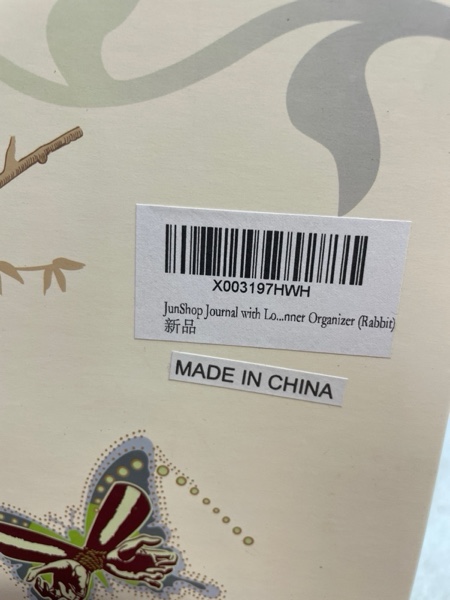 X003197HWH
JunShop Journal with Lo...nner Organizer (Rabbit)
新品
MADE IN CHINA